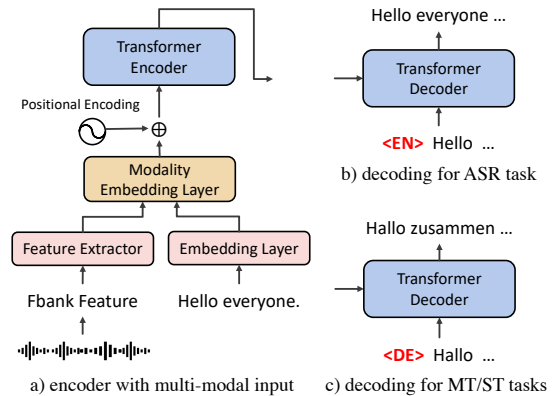 Transformer
Encoder
Positional Encoding
Modality
Embedding Layer
Feature Extractor
Embedding Layer
Fbank Feature
Hello everyone.
a) encoder with multi-modal input
Hello everyone ...
Transformer
Decoder
<EN> Hello ...
b) decoding for ASR task
Hallo zusammen ...
Transformer
Decoder
<DE> Hallo ...
c) decoding for MT/ST tasks